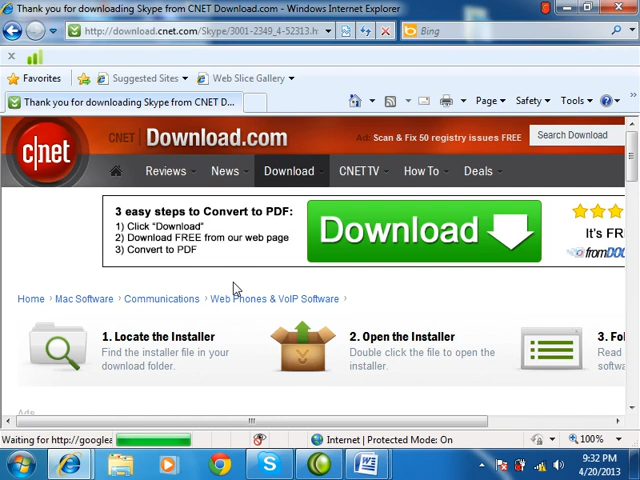 Thank you for downloading Skype from CNET Download.com - Windows Internet Explorer
http://download.cnet.com/Skype/3001-2349_4-52313.h
Bing
x
Favorites Suggested Sites Web Slice Gallery
Thank you for downloading Skype from CNET D... Page Safety Tools
c|net
CNET Download.com Ad: Scan & Fix 50 registry issues FREE Search Download
Reviews News Download CNET TV How To Deals
3 easy steps to Convert to PDF:
1) Click "Download"
2) Download FREE from our web page
3) Convert to PDF
Download
It's FR
fromDOC
Home Mac Software Communications Web Phones & VoIP Software
1. Locate the Installer
Find the installer file in your
download folder.
2. Open the Installer
Double click the file to open the
installer.
3. Fol
Read
softwa
Ads
Waiting for http://googlea Internet | Protected Mode: On 100%
9:32 PM
4/20/2013